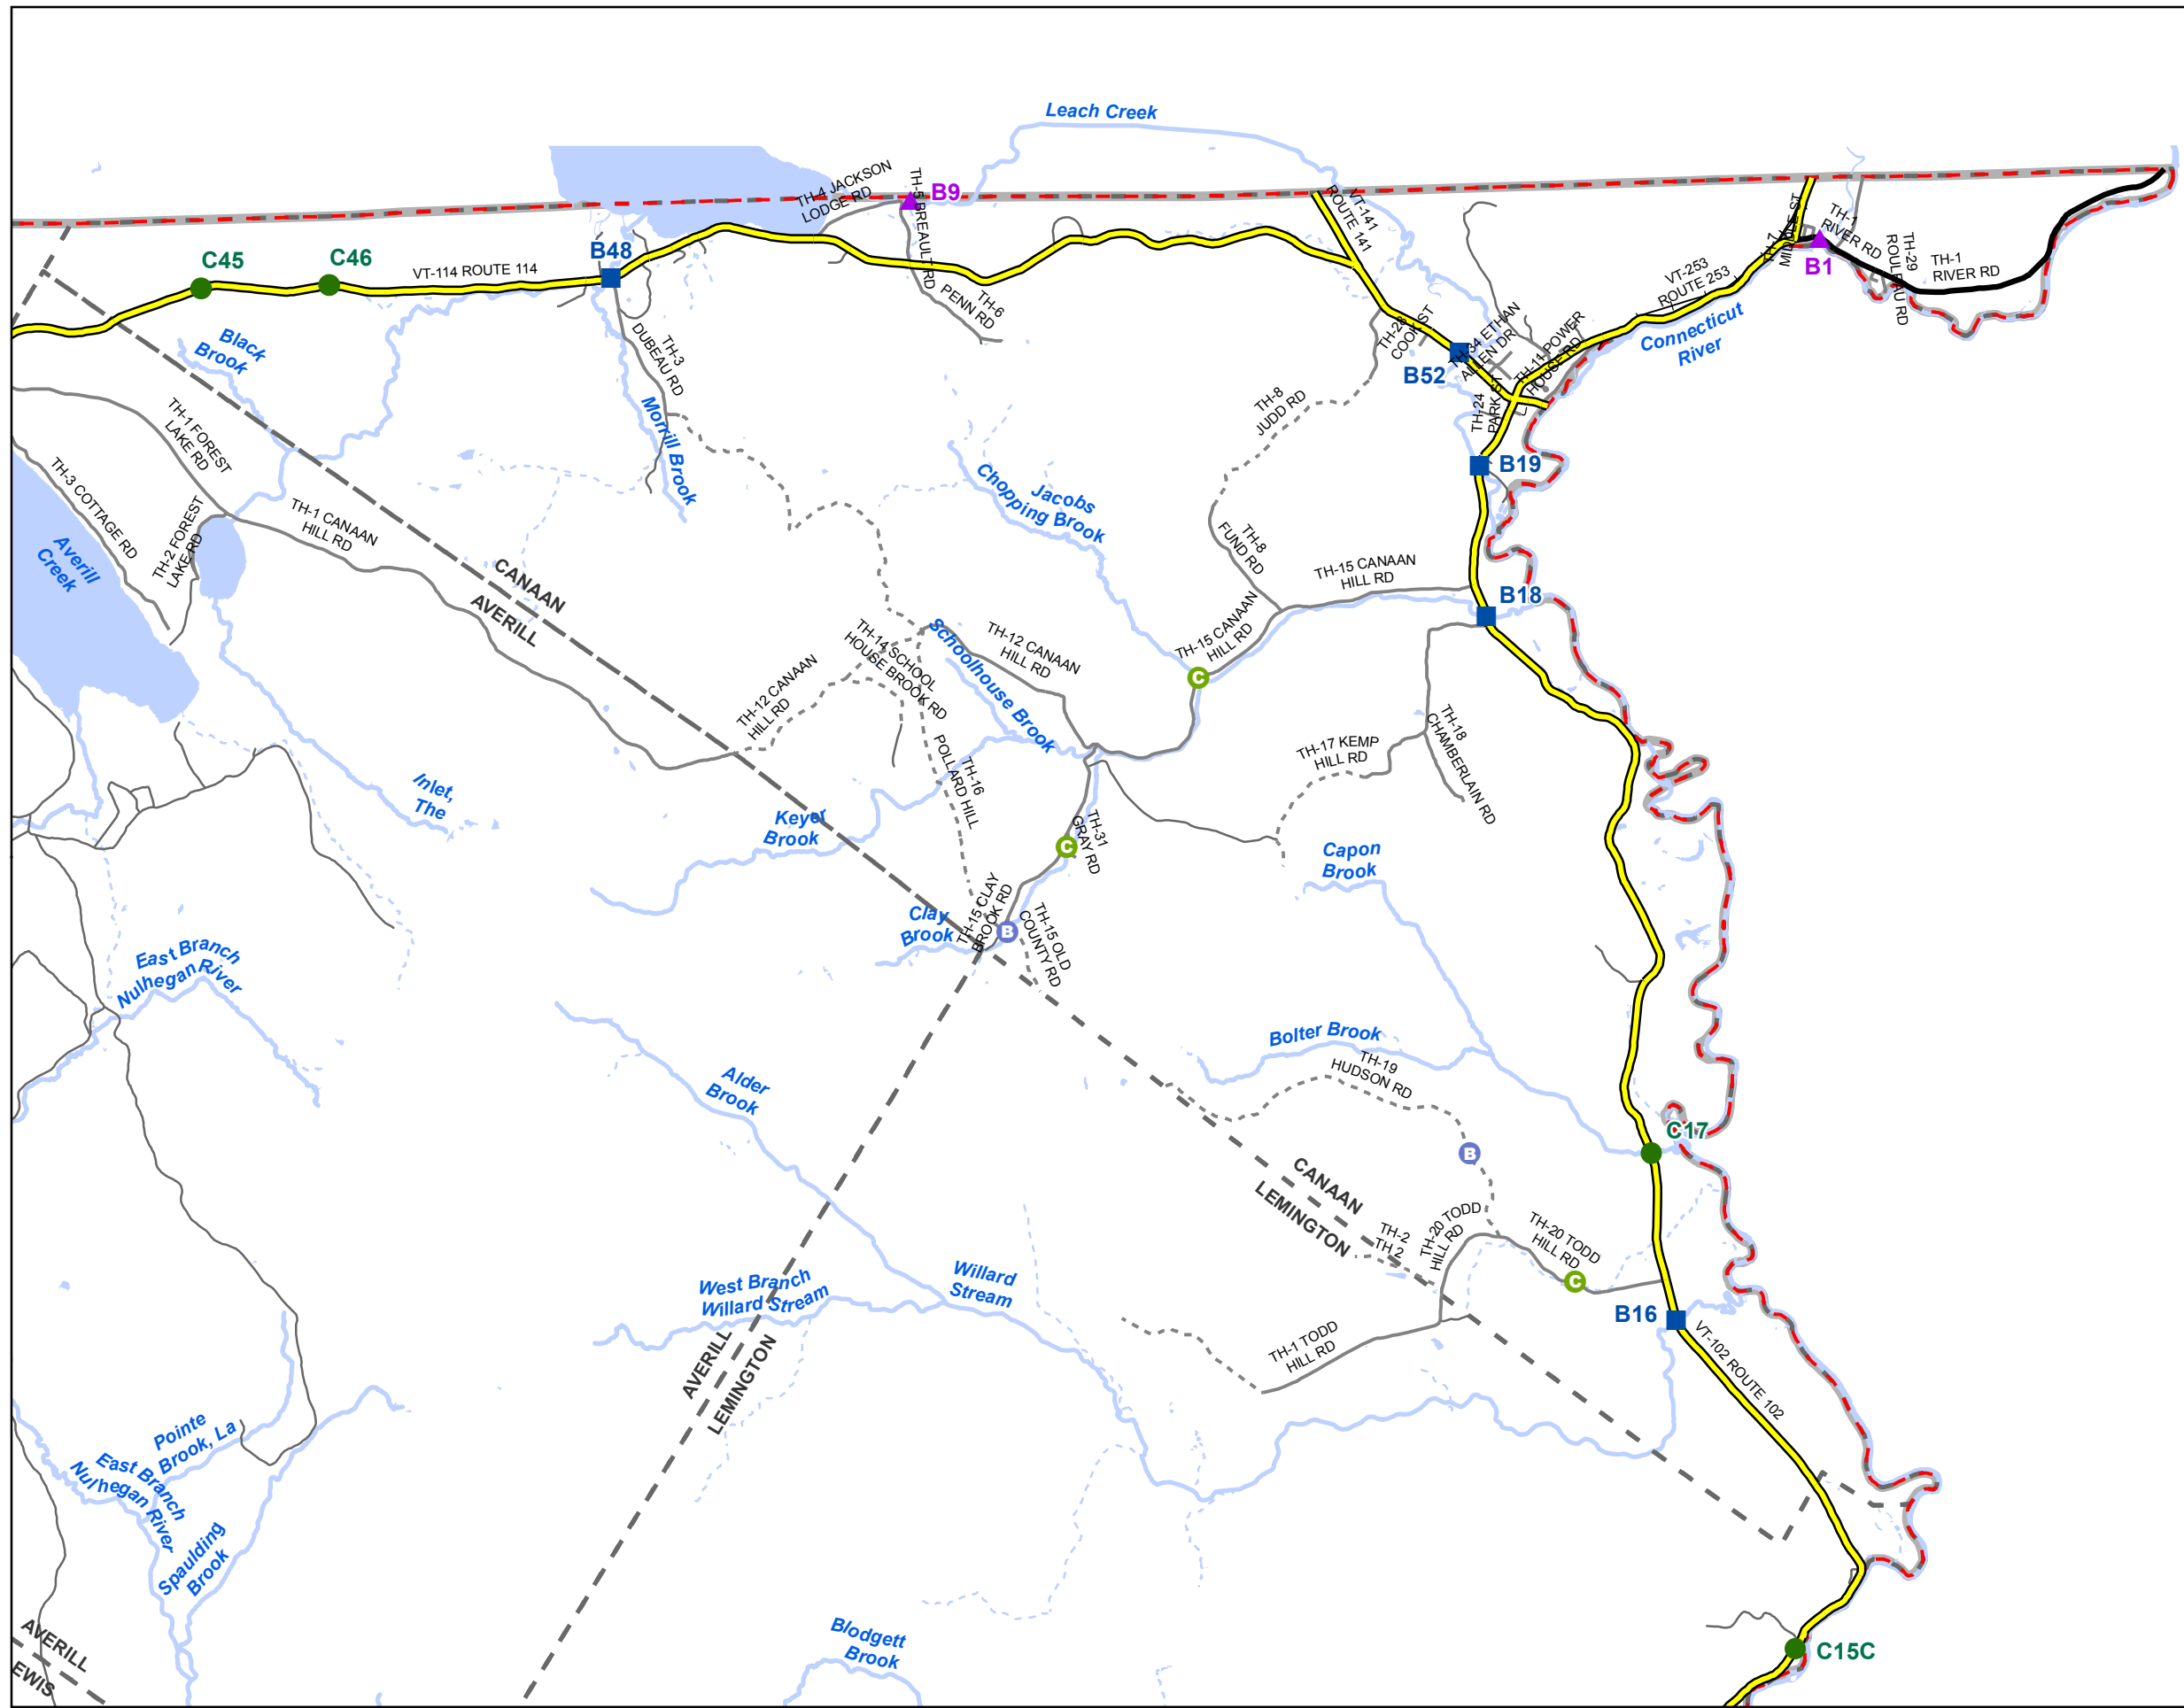 Leach Creek
TH-4 JACKSON
LODGE RD
TH-5
BREAULT RD
B9
VT-141
ROUTE 141
TH-7
MIDDLE ST
TH-1
RIVER RD
B1
TH-29
ROULEAU RD
TH-1
RIVER RD
C45
C46
VT-114 ROUTE 114
B48
TH-6
PENN RD
VT-253
ROUTE 253
Connecticut
River
Black
Brook
TH-3
DUBEAU RD
TH-28
COOK ST
TH-34 ETHAN
ALLEN DR
TH-11 POWER
HOUSE RD
B52
TH-24
PARK ST
TH-8
JUDD RD
Morrill Brook
TH-1 FOREST
LAKE RD
TH-3 COTTAGE RD
TH-2 FOREST
LAKE RD
TH-1 CANAAN
HILL RD
B19
Jacobs
Chopping Brook
Averill
Creek
TH-8
FUND RD
TH-15 CANAAN
HILL RD
B18
CANAAN
AVERILL
TH-15 CANAAN
HILL RD
TH-14 SCHOOL
HOUSE BROOK RD
Schoolhouse Brook
TH-12 CANAAN
HILL RD
TH-12 CANAAN
HILL RD
C
TH-17 KEMP
HILL RD
TH-18
CHAMBERLAIN RD
TH-16
POLLARD HILL
Inlet,
The
Keyer
Brook
TH-31
GRAY RD
C
Capon
Brook
Clay
Brook
TH-15 CLAY
BROOK RD
B
TH-15 OLD
COUNTY RD
East Branch
Nulhegan River
Bolter Brook
TH-19
HUDSON RD
Alder
Brook
C17
B
CANAAN
LEMINGTON
TH-2
TH 2
TH-20 TODD
HILL RD
TH-20 TODD
HILL RD
C
West Branch
Willard Stream
Willard
Stream
B16
TH-1 TODD
HILL RD
VT-102 ROUTE 102
AVERILL
LEMINGTON
Pointe
Brook, La
East Branch
Nulhegan River
Spaulding
Brook
Blodgett
Brook
AVERILL
EWIS
C15C